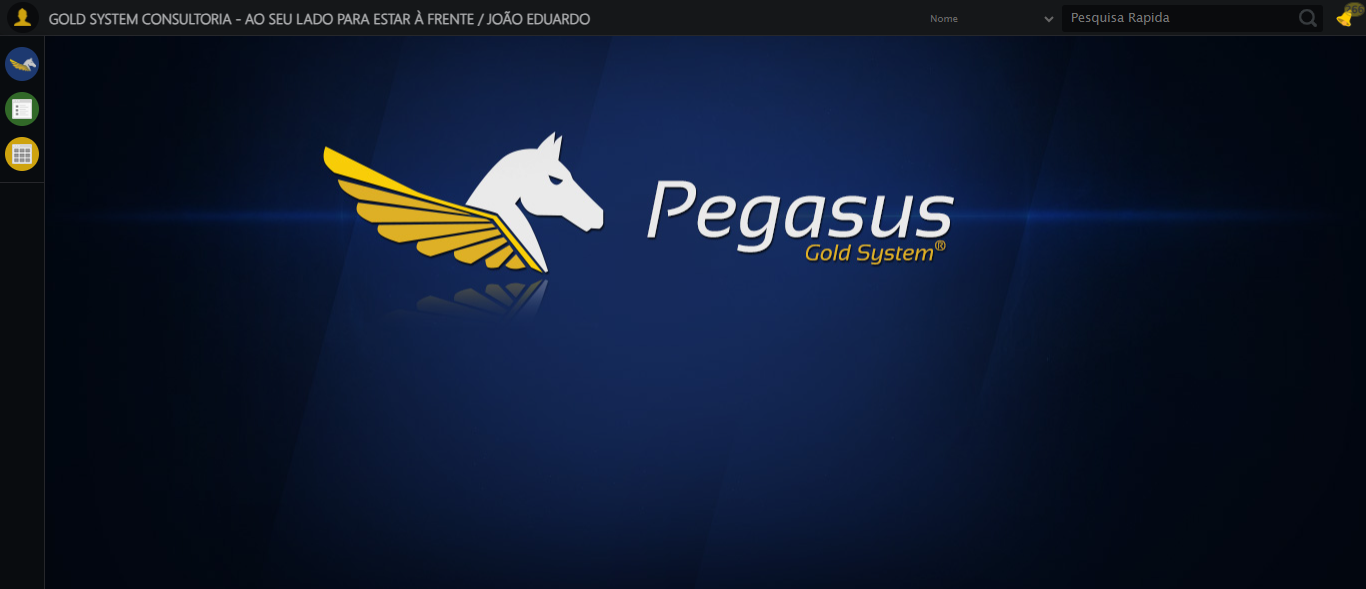 GOLD SYSTEM CONSULTORIA - AO SEU LADO PARA ESTAR À FRENTE / JOÃO EDUARDO
Nome
Pesquisa Rapida
Pegasus
Gold System®